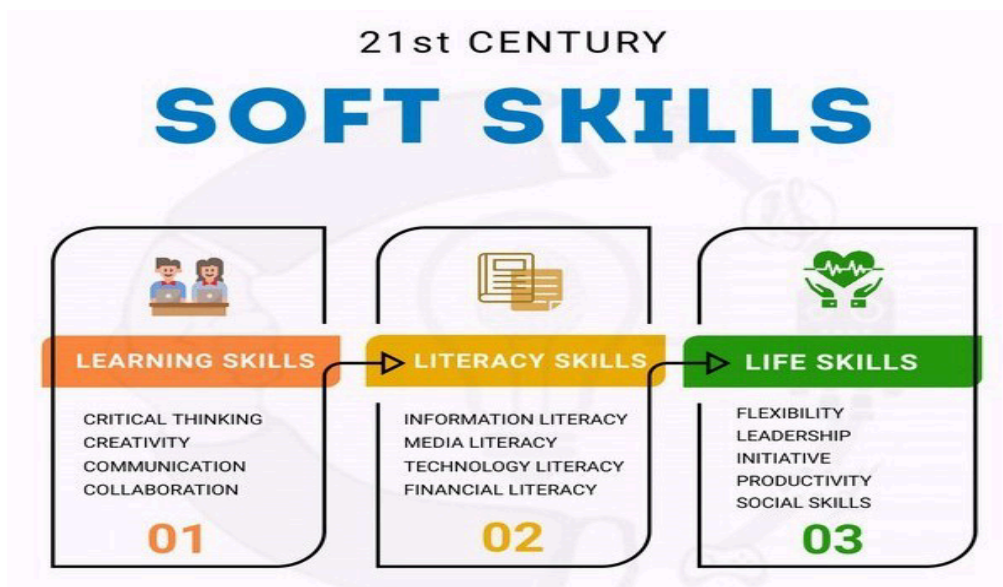 21st CENTURY
SOFT SKILLS
LEARNING SKILLS
CRITICAL THINKING
CREATIVITY
COMMUNICATION
COLLABORATION
01
LITERACY SKILLS
INFORMATION LITERACY
MEDIA LITERACY
TECHNOLOGY LITERACY
FINANCIAL LITERACY
02
LIFE SKILLS
FLEXIBILITY
LEADERSHIP
INITIATIVE
PRODUCTIVITY
SOCIAL SKILLS
03